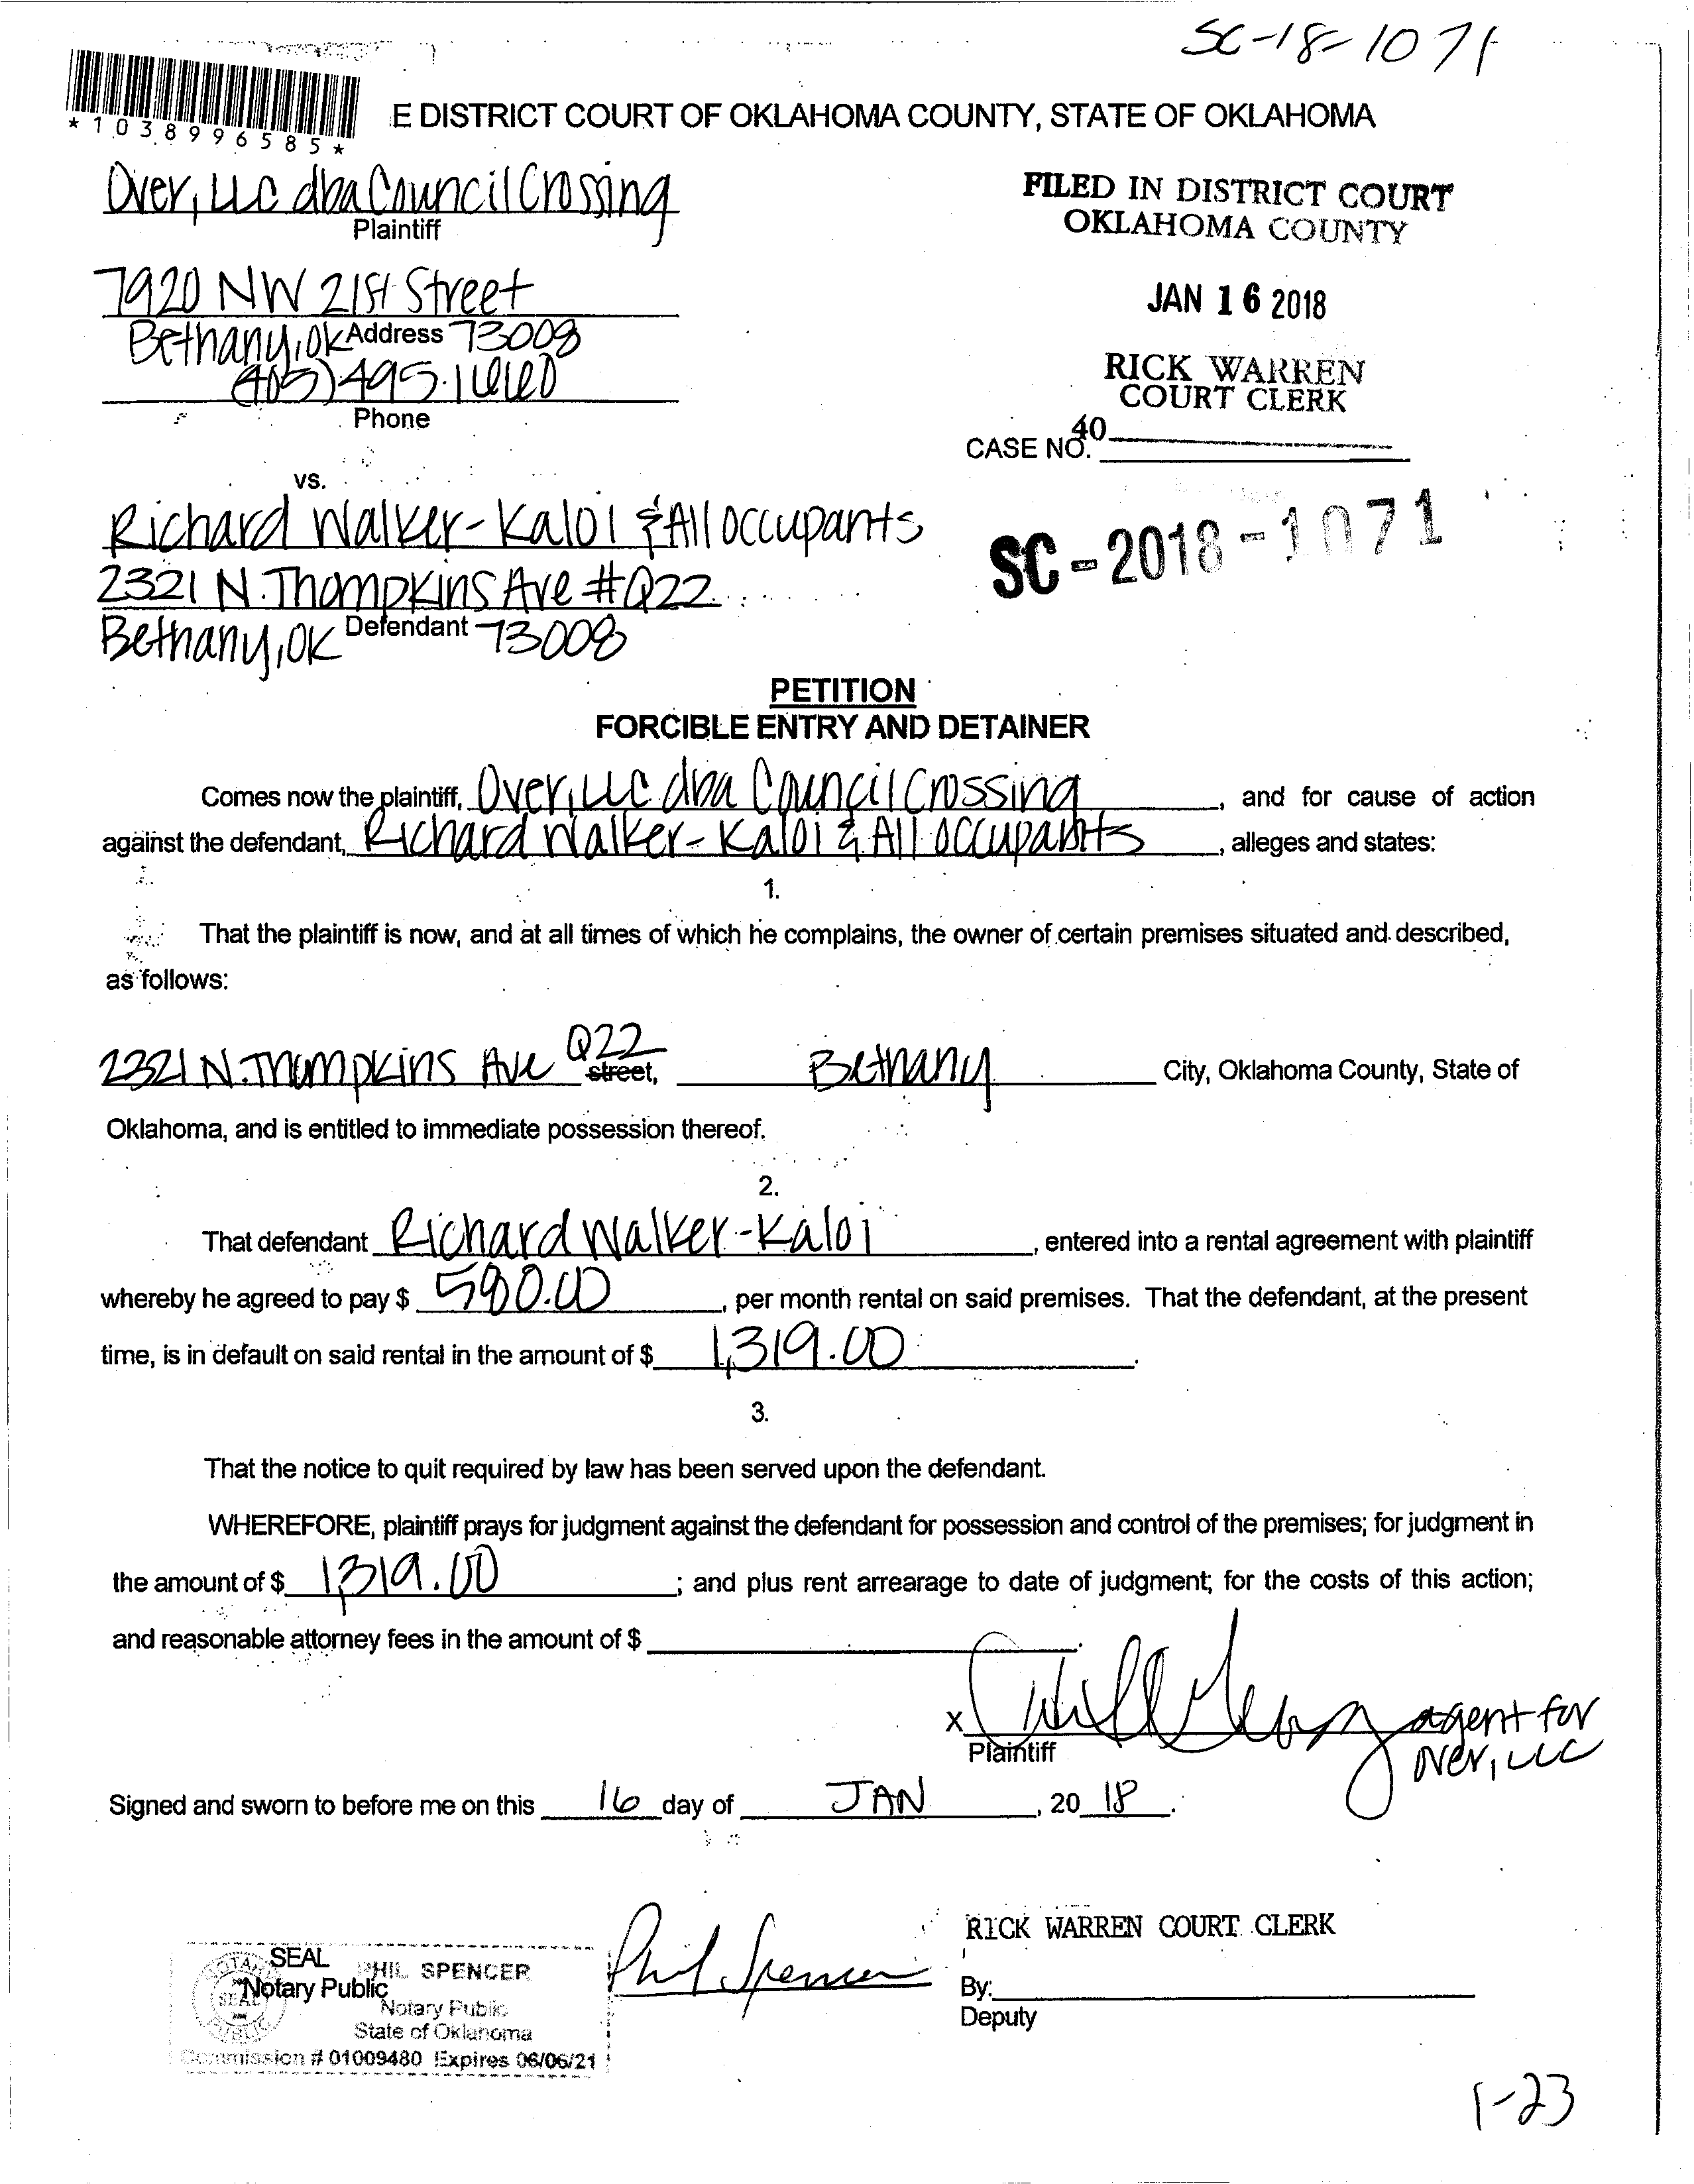 SC-18-1071
*1038996585*
E DISTRICT COURT OF OKLAHOMA COUNTY, STATE OF OKLAHOMA
Over, LLC dba Council Crossing
Plaintiff
FILED IN DISTRICT COURT
OKLAHOMA COUNTY
7920 NW 21st Street
JAN 16 2018
Bethany, OK Address 73008
(405) 495-1660
Phone
RICK WARREN
COURT CLERK
40
CASE NO.
vs.
Richard Walker-Kaloi & All occupants
SC-2018-1071
2321 N. Thompkins Ave #Q22
Bethany, OK Defendant 73008
PETITION
FORCIBLE ENTRY AND DETAINER
Comes now the plaintiff, Over, LLC dba Council Crossing, and for cause of action
against the defendant, Richard Walker-Kaloi & All occupants, alleges and states:
1.
That the plaintiff is now, and at all times of which he complains, the owner of certain premises situated and described,
as follows:
2321 N. Thompkins Ave Q22 street, Bethany City, Oklahoma County, State of
Oklahoma, and is entitled to immediate possession thereof.
2.
That defendant Richard Walker-Kaloi, entered into a rental agreement with plaintiff
whereby he agreed to pay $ 590.00, per month rental on said premises. That the defendant, at the present
time, is in default on said rental in the amount of $ 1,319.00.
3.
That the notice to quit required by law has been served upon the defendant.
WHEREFORE, plaintiff prays for judgment against the defendant for possession and control of the premises; for judgment in
the amount of $ 1,319.00; and plus rent arrearage to date of judgment; for the costs of this action;
and reasonable attorney fees in the amount of $
X agent for
Plaintiff Over, LLC
Signed and sworn to before me on this 16 day of JAN, 2018.
Phil Spencer
RICK WARREN COURT CLERK
SEAL
PHIL SPENCER
Notary Public
Notary Public
State of Oklahoma
Commission # 01009480 Expires 06/06/21
By:
Deputy
1-23